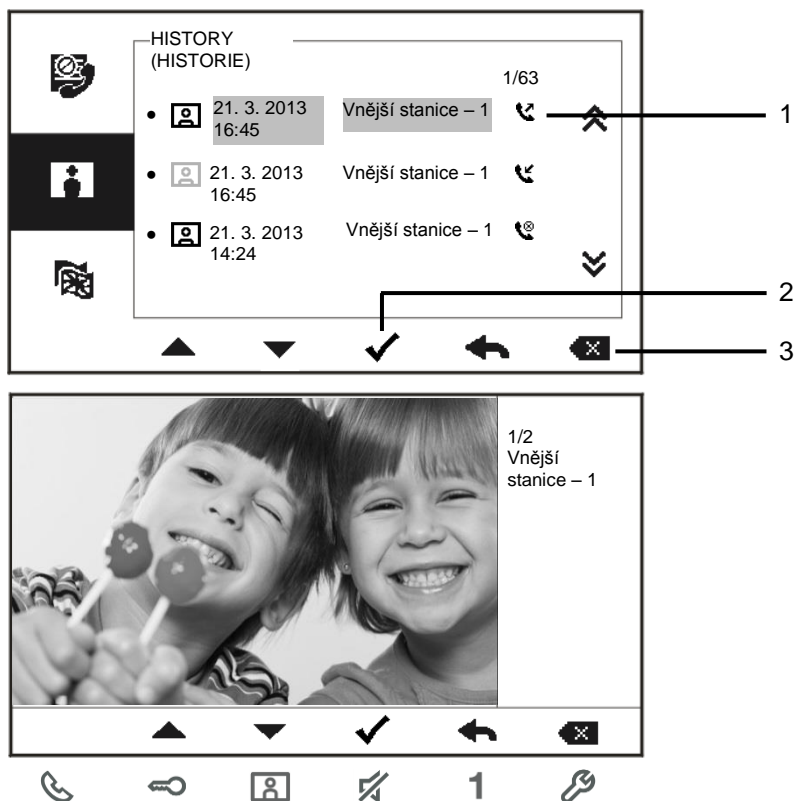 HISTORY
(HISTORIE)
1/63
21. 3. 2013 Vnější stanice – 1
16:45
1
21. 3. 2013 Vnější stanice – 1
16:45
21. 3. 2013 Vnější stanice – 1
14:24
2
3
1/2
Vnější
stanice – 1
1